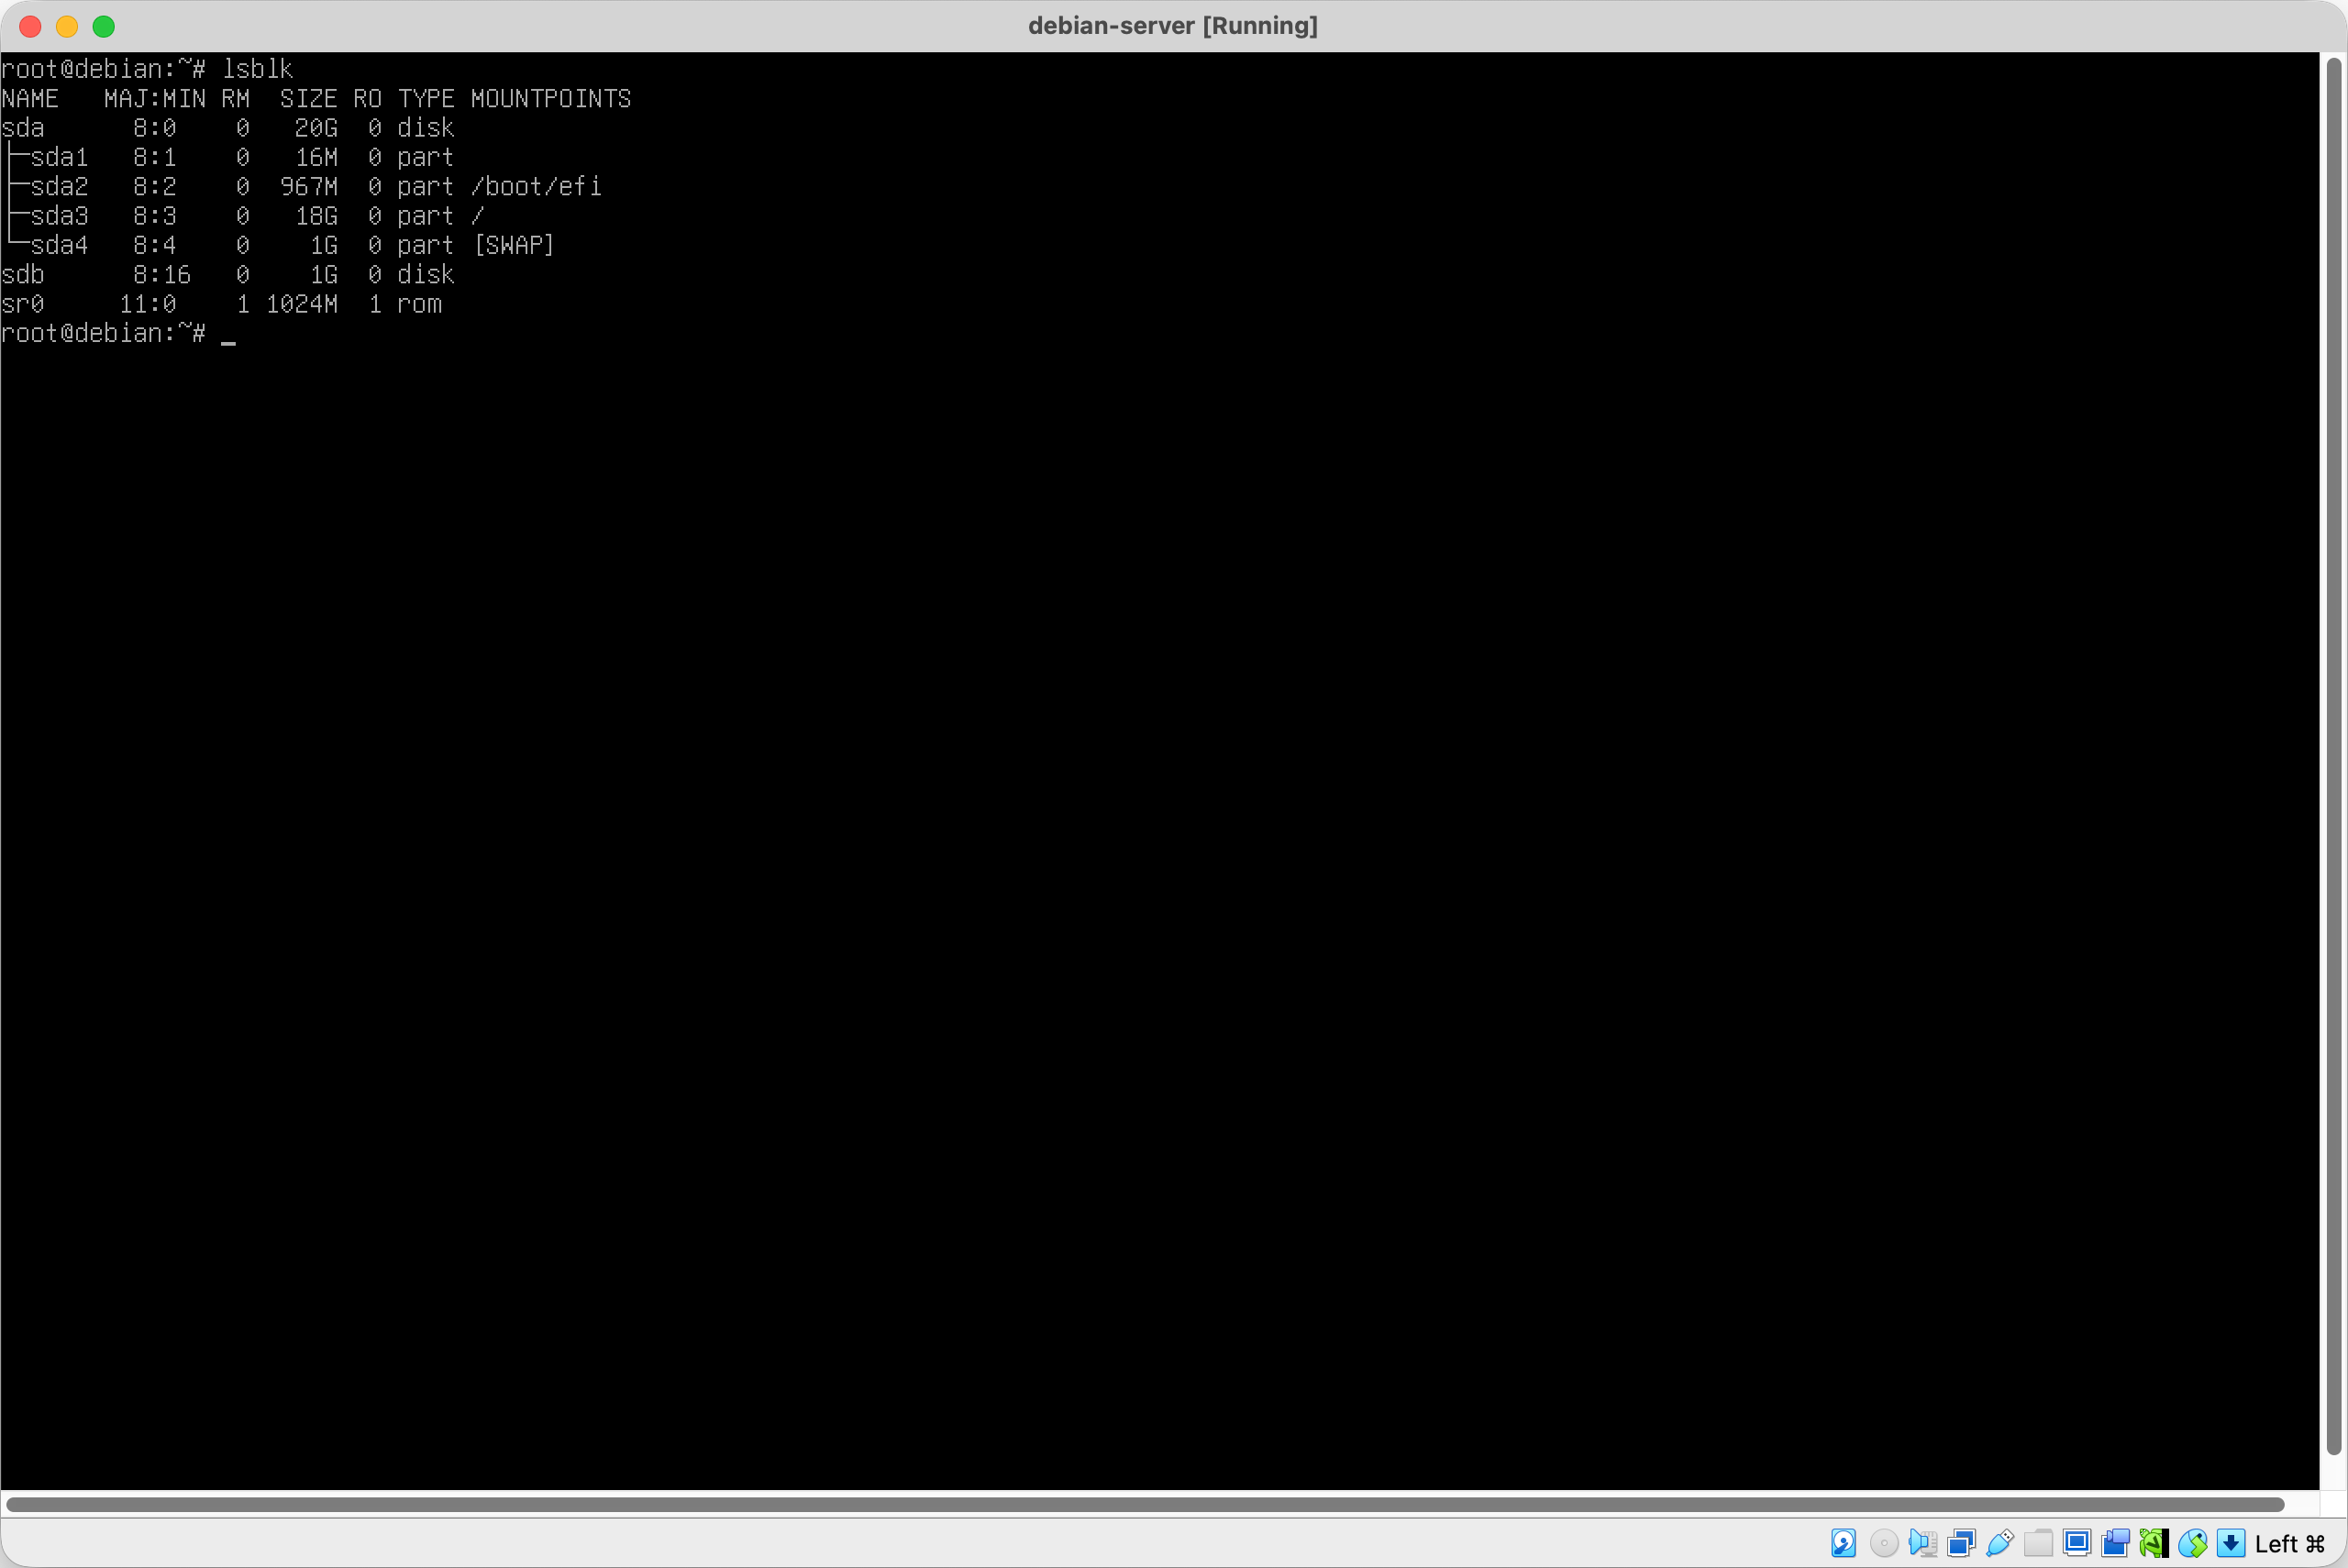 debian-server [Running]
root@debian:~# lsblk
NAME   MAJ:MIN RM   SIZE RO TYPE MOUNTPOINTS
sda      8:0    0    20G  0 disk
├─sda1   8:1    0    16M  0 part
├─sda2   8:2    0   967M  0 part /boot/efi
├─sda3   8:3    0    18G  0 part /
└─sda4   8:4    0     1G  0 part [SWAP]
sdb      8:16   0     1G  0 disk
sr0     11:0    1  1024M  1 rom
root@debian:~# _
Left ⌘